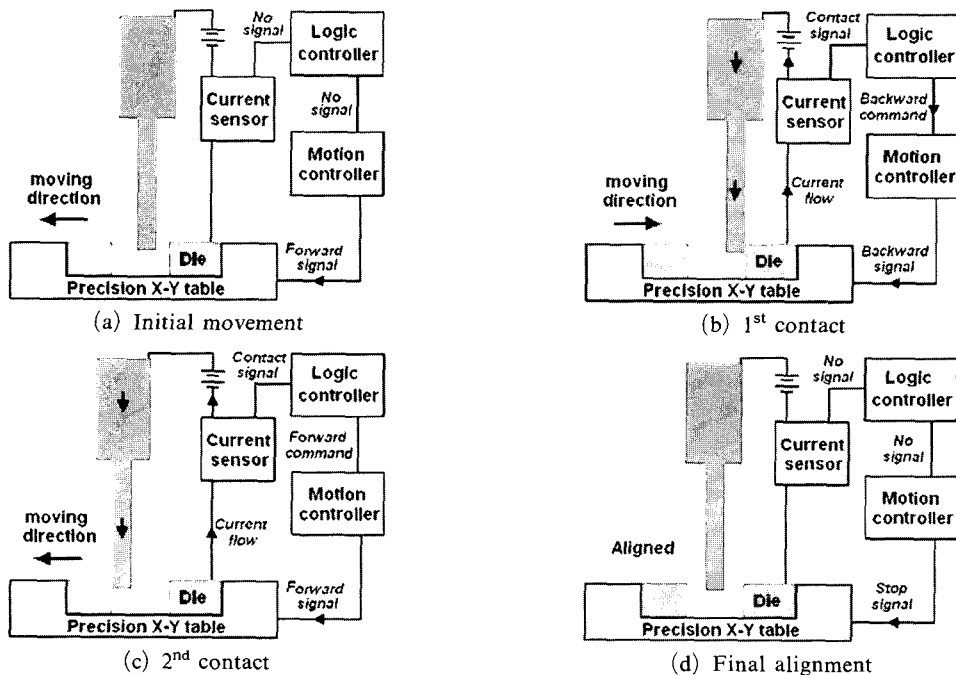 No
signal
Logic
controller
Current
sensor
No
signal
Motion
controller
moving
direction
Die
Forward
signal
Precision X-Y table
(a) Initial movement
Contact
signal
Logic
controller
Current
sensor
Backward
command
Motion
controller
moving
direction
Current
flow
Die
Backward
signal
Precision X-Y table
(b) 1st contact
Contact
signal
Logic
controller
Current
sensor
Forward
command
Motion
controller
moving
direction
Current
flow
Die
Forward
signal
Precision X-Y table
(c) 2nd contact
No
signal
Logic
controller
Current
sensor
No
signal
Motion
controller
Aligned
Die
Stop
signal
Precision X-Y table
(d) Final alignment